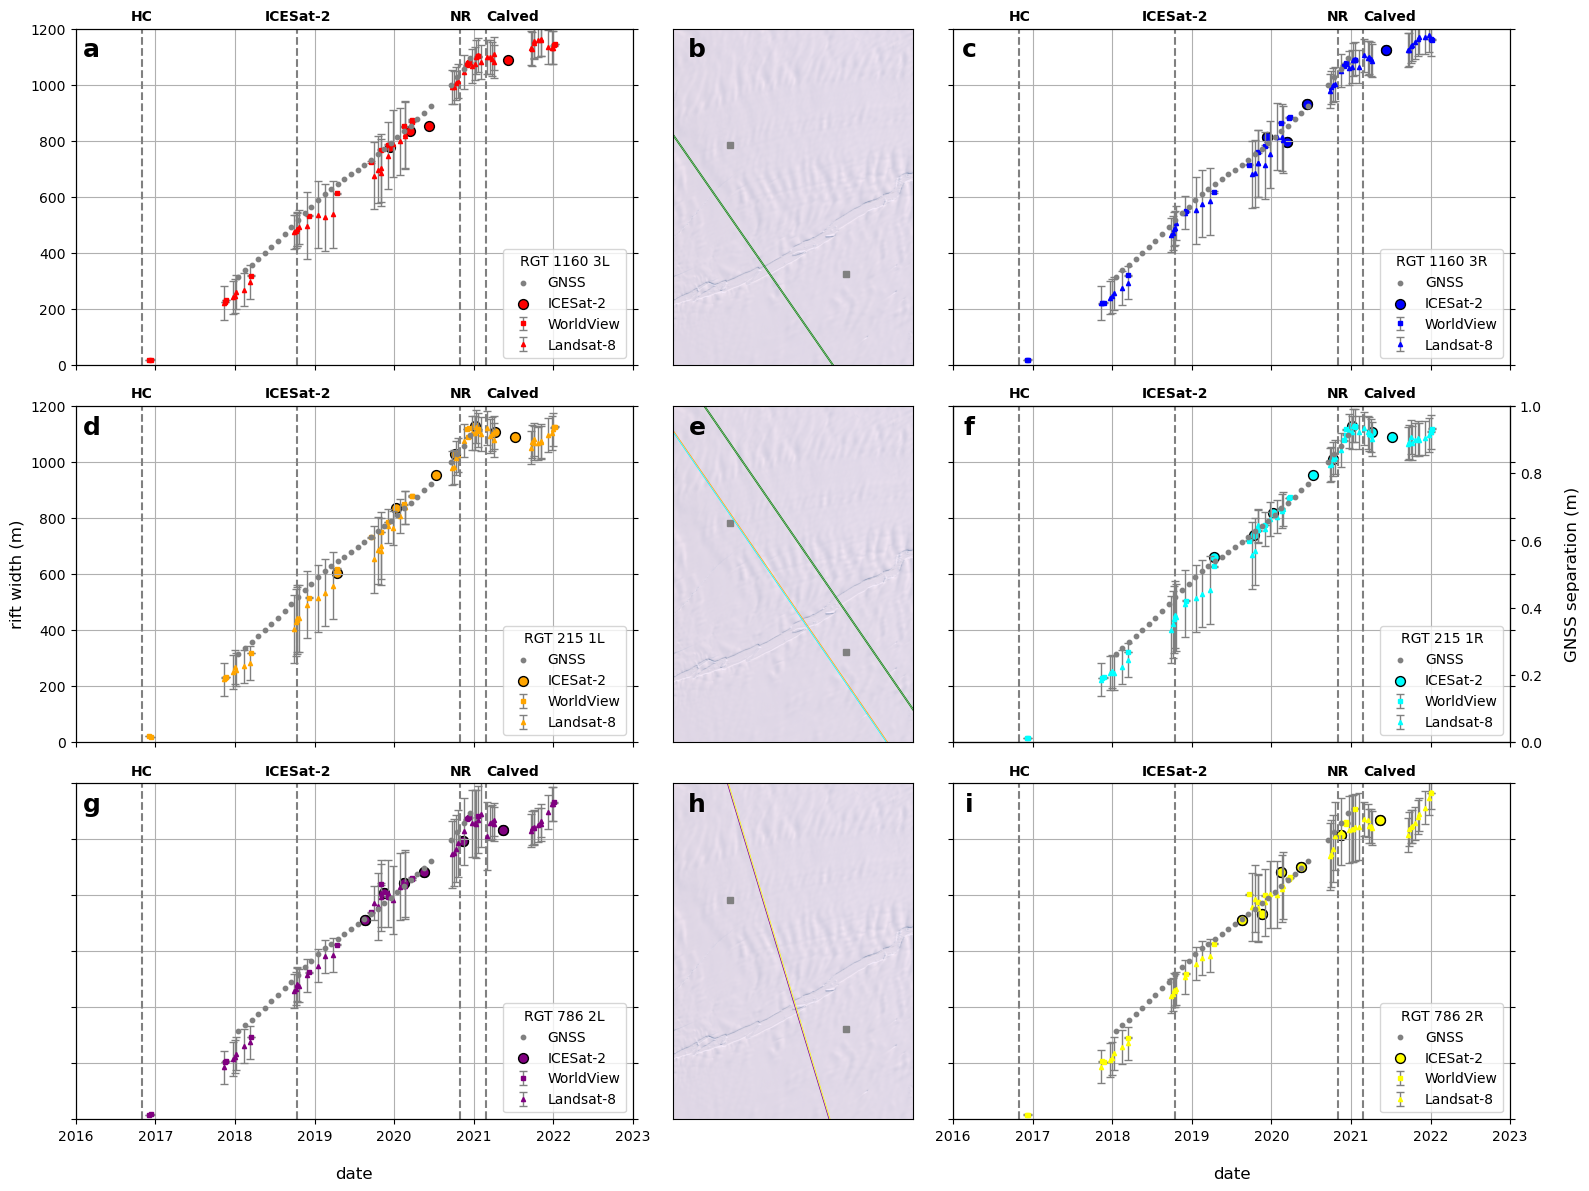 HC ICESat-2 NR Calved
HC ICESat-2 NR Calved
a
b
c
1200
1000
800
600
400
200
0
RGT 1160 3L
GNSS
ICESat-2
WorldView
Landsat-8
RGT 1160 3R
GNSS
ICESat-2
WorldView
Landsat-8
HC ICESat-2 NR Calved
HC ICESat-2 NR Calved
d
e
f
rift width (m)
1200
1000
800
600
400
200
0
RGT 215 1L
GNSS
ICESat-2
WorldView
Landsat-8
RGT 215 1R
GNSS
ICESat-2
WorldView
Landsat-8
1.0
0.8
0.6
0.4
0.2
0.0
GNSS separation (m)
HC ICESat-2 NR Calved
HC ICESat-2 NR Calved
g
h
i
RGT 786 2L
GNSS
ICESat-2
WorldView
Landsat-8
RGT 786 2R
GNSS
ICESat-2
WorldView
Landsat-8
2016 2017 2018 2019 2020 2021 2022 2023
2016 2017 2018 2019 2020 2021 2022 2023
date
date